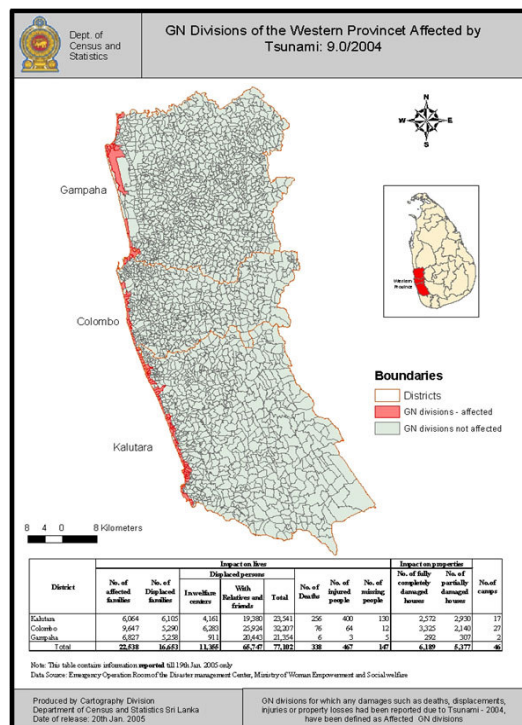 Dept. of
Census and
Statistics
GN Divisions of the Western Provincet Affected by
Tsunami: 9.0/2004
N
W E
S
Gampaha
Colombo
Kalutara
Western
Province
Boundaries
Districts
GN divisions - affected
GN divisions not affected
8 4 0 8 Kilometers
District No. of affected families No. of Displaced families Impact on lives Displaced persons In welfare centers With Relatives and friends Total No. of Deaths No. of injured people No. of missing people Impact on properties No. of fully completely damaged houses No. of partially damaged houses No. of camps
Kalutara 6,064 6,105 4,161 19,380 23,541 256 400 130 2,572 2,930 17
Colombo 9,647 5,290 6,283 25,924 32,207 76 64 12 3,325 2,140 27
Gampaha 6,827 5,258 911 20,443 21,354 6 3 5 292 307 2
Total 22,538 16,653 11,355 65,747 77,102 338 467 147 6,189 5,377 46
Note: This table contains information reported till 19th Jan. 2005 only
Data Source: Emergency Operation Room of the Disaster management Center, Ministry of Woman Empowerment and Social welfare
Produced by Cartography Division
Department of Census and Statistics Sri Lanka
Date of release: 20th Jan. 2005
GN divisions for which any damages such as deaths, displacements,
injuries or property losses had been reported due to Tsunami - 2004,
have been defined as Affected GN divisions